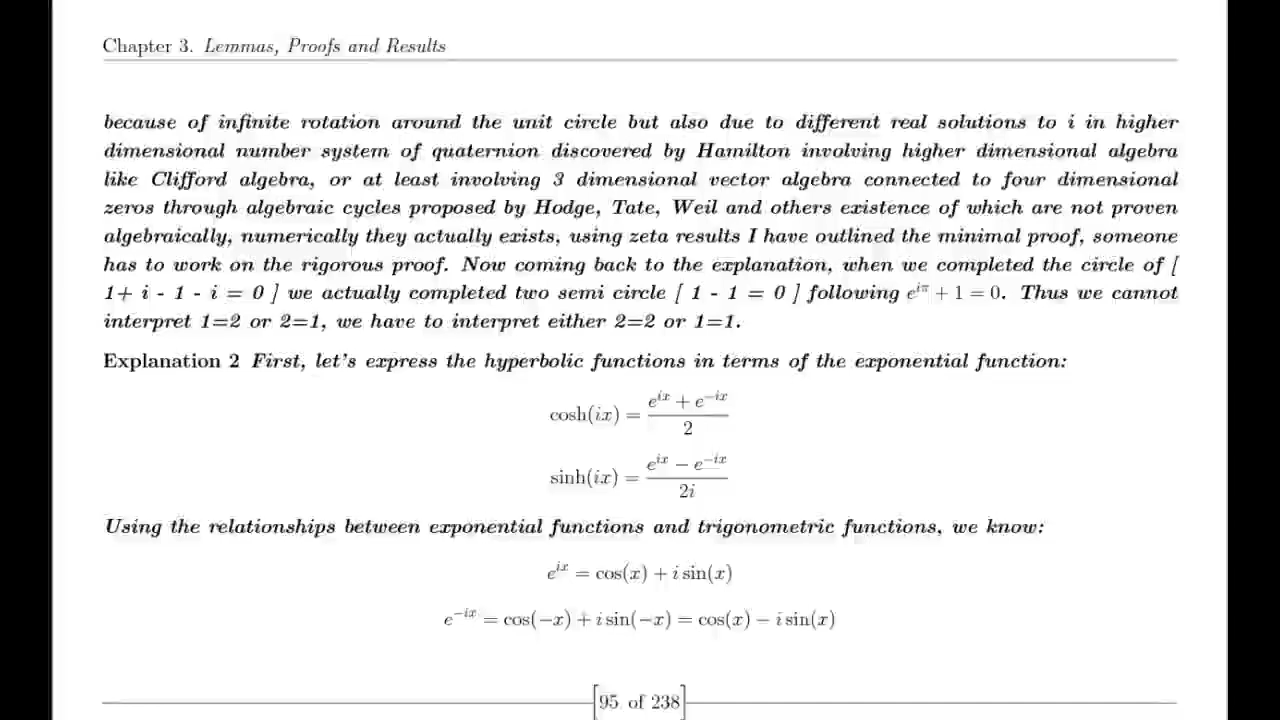 Chapter 3. Lemmas, Proofs and Results
because of infinite rotation around the unit circle but also due to different real solutions to i in higher
dimensional number system of quaternion discovered by Hamilton involving higher dimensional algebra
like Clifford algebra, or at least involving 3 dimensional vector algebra connected to four dimensional
zeros through algebraic cycles proposed by Hodge, Tate, Weil and others existence of which are not proven
algebraically, numerically they actually exists, using zeta results I have outlined the minimal proof, someone
has to work on the rigorous proof. Now coming back to the explanation, when we completed the circle of [
1+ i - 1 - i = 0 ] we actually completed two semi circle [ 1 - 1 = 0 ] following e^{iπ} + 1 = 0. Thus we cannot
interpret 1=2 or 2=1, we have to interpret either 2=2 or 1=1.
Explanation 2 First, let's express the hyperbolic functions in terms of the exponential function:
cosh(ix) = \frac{e^{ix} + e^{-ix}}{2}
sinh(ix) = \frac{e^{ix} − e^{-ix}}{2i}
Using the relationships between exponential functions and trigonometric functions, we know:
e^{ix} = cos(x) + i sin(x)
e^{-ix} = cos(−x) + i sin(−x) = cos(x) − i sin(x)
[95 of 238]